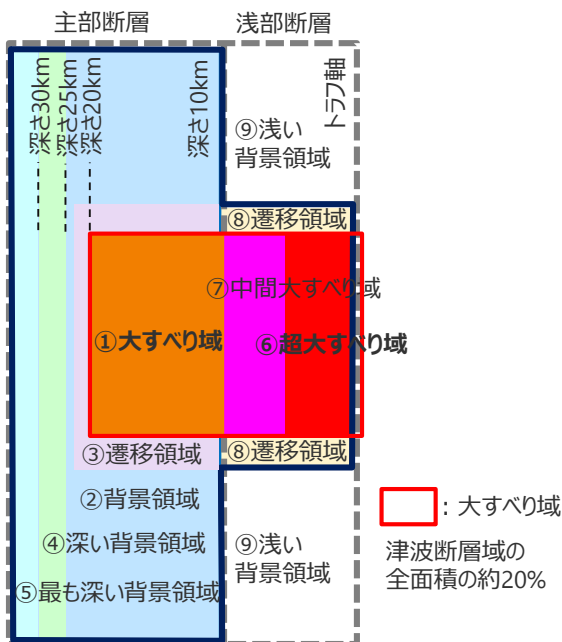 主部断層
浅部断層
深さ30km
深さ25km
深さ20km
深さ10km
トラフ軸
⑨浅い
背景領域
⑧遷移領域
⑦中間大すべり域
①大すべり域
⑥超大すべり域
③遷移領域
⑧遷移領域
②背景領域
④深い背景領域
⑤最も深い背景領域
⑨浅い
背景領域
: 大すべり域
津波断層域の
全面積の約20%